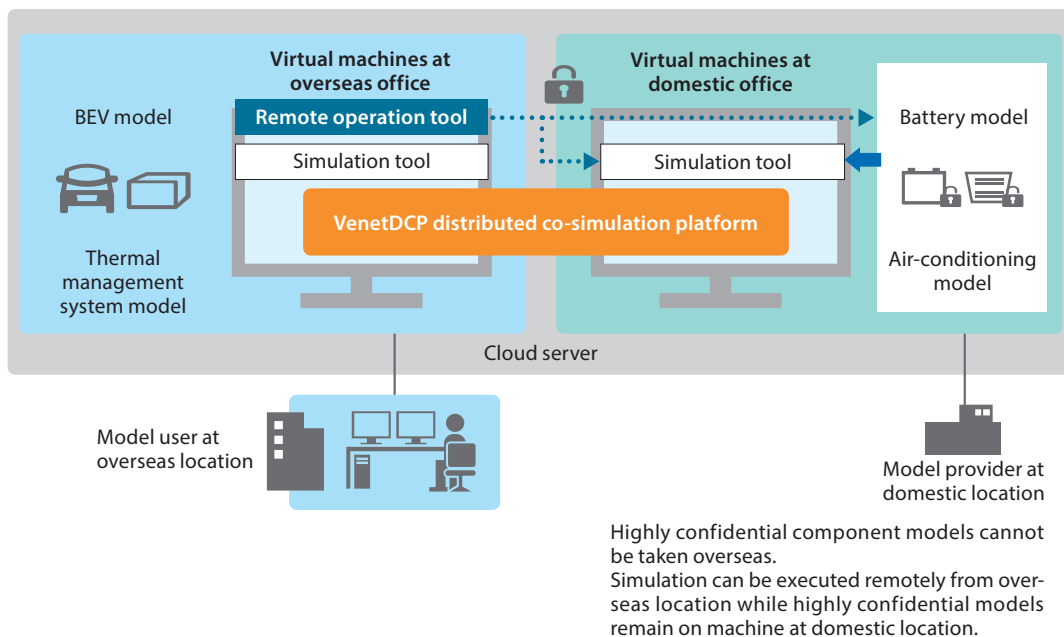 Virtual machines at
overseas office
Virtual machines at
domestic office
BEV model
Remote operation tool
Battery model
Simulation tool
Simulation tool
VenetDCP distributed co-simulation platform
Thermal
management
system model
Air-conditioning
model
Cloud server
Model user at
overseas location
Model provider at
domestic location
Highly confidential component models cannot
be taken overseas.
Simulation can be executed remotely from over-
seas location while highly confidential models
remain on machine at domestic location.